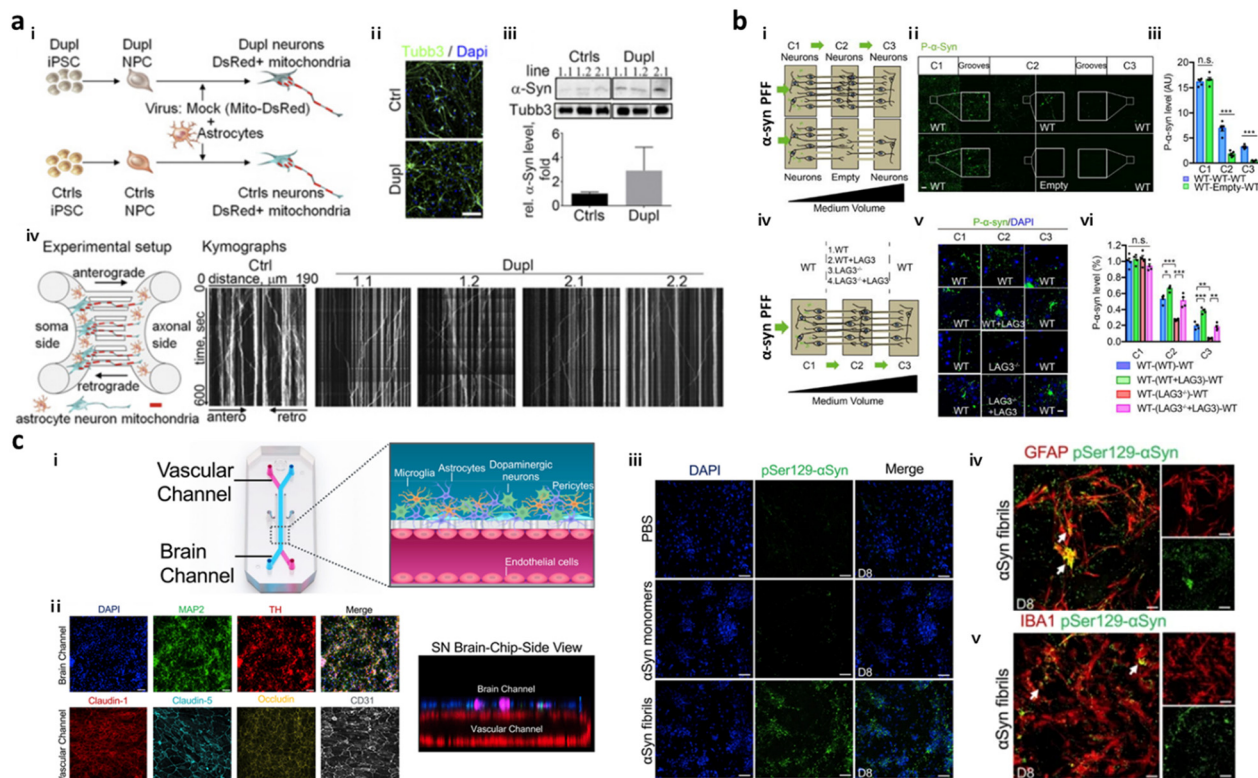 a
i
Dupl
iPSC
Dupl
NPC
Dupl neurons
DsRed+ mitochondria
Virus: Mock (Mito-DsRed)
+
Astrocytes
Ctrls
iPSC
Ctrls
NPC
Ctrls neurons
DsRed+ mitochondria
ii
Tubb3 / Dapi
Ctrl
Dupl
iii
Ctrls
Dupl
line
1.1
1.2
2.1
1.1
1.2
2.1
α-Syn
Tubb3
rel. α-Syn level,
fold
4
2
0
Ctrls
Dupl
iv
Experimental setup
anterograde
soma
side
axonal
side
retrograde
astrocyte neuron mitochondria
Kymographs
Ctrl
0 distance, μm 190
0
time, sec
600
antero
retro
Dupl
1.1
1.2
2.1
2.2
b
i
C1
C2
C3
Neurons
Neurons
Neurons
α-syn PFF
Neurons
Empty
Neurons
Medium Volume
ii
P-α-Syn
C1
Grooves
C2
Grooves
C3
WT
WT
WT
WT
Empty
WT
iii
P-α-syn level (AU)
20
15
10
5
0
n.s.
***
***
C1
C2
C3
WT-WT-WT
WT-Empty-WT
iv
WT
1.WT
2.WT+LAG3
3.LAG3-/-
4.LAG3-/-+LAG3
WT
α-syn PFF
C1
C2
C3
Medium Volume
v
P-α-syn/DAPI
C1
C2
C3
WT
WT
WT
WT
WT+LAG3
WT
WT
LAG3-/-
WT
WT
LAG3-/-
+LAG3
WT
vi
P-α-syn level (%)
n.s.
***
*
***
**
***
**
C1
C2
C3
WT-(WT)-WT
WT-(WT+LAG3)-WT
WT-(LAG3-/-)-WT
WT-(LAG3-/-+LAG3)-WT
c
i
Vascular
Channel
Brain
Channel
Microglia
Astrocytes
Dopaminergic
neurons
Pericytes
Endothelial cells
ii
DAPI
MAP2
TH
Merge
Brain Channel
Claudin-1
Claudin-5
Occludin
CD31
Vascular Channel
SN Brain-Chip-Side View
Brain Channel
Vascular Channel
iii
DAPI
pSer129-αSyn
Merge
PBS
D8
αSyn monomers
D8
αSyn fibrils
D8
iv
GFAP pSer129-αSyn
αSyn fibrils
D8
v
IBA1 pSer129-αSyn
αSyn fibrils
D8